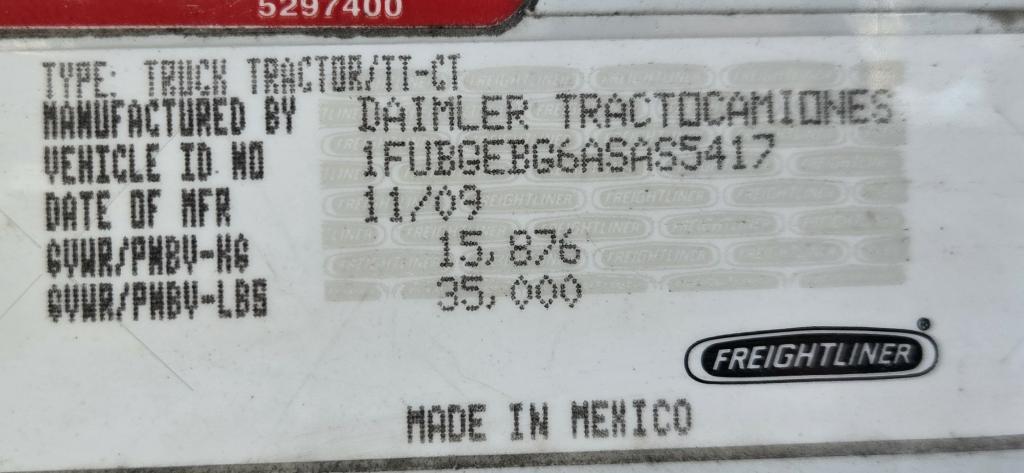 5297400
TYPE: TRUCK TRACTOR/TT-CT
MANUFACTURED BY DAIMLER TRACTOCAMIONES
VEHICLE ID NO 1FUBGEBG6ASAS5417
DATE OF MFR 11/09
GVWR/PNBV-KG 15,876
GVWR/PNBV-LBS 35,000
FREIGHTLINER
MADE IN MEXICO